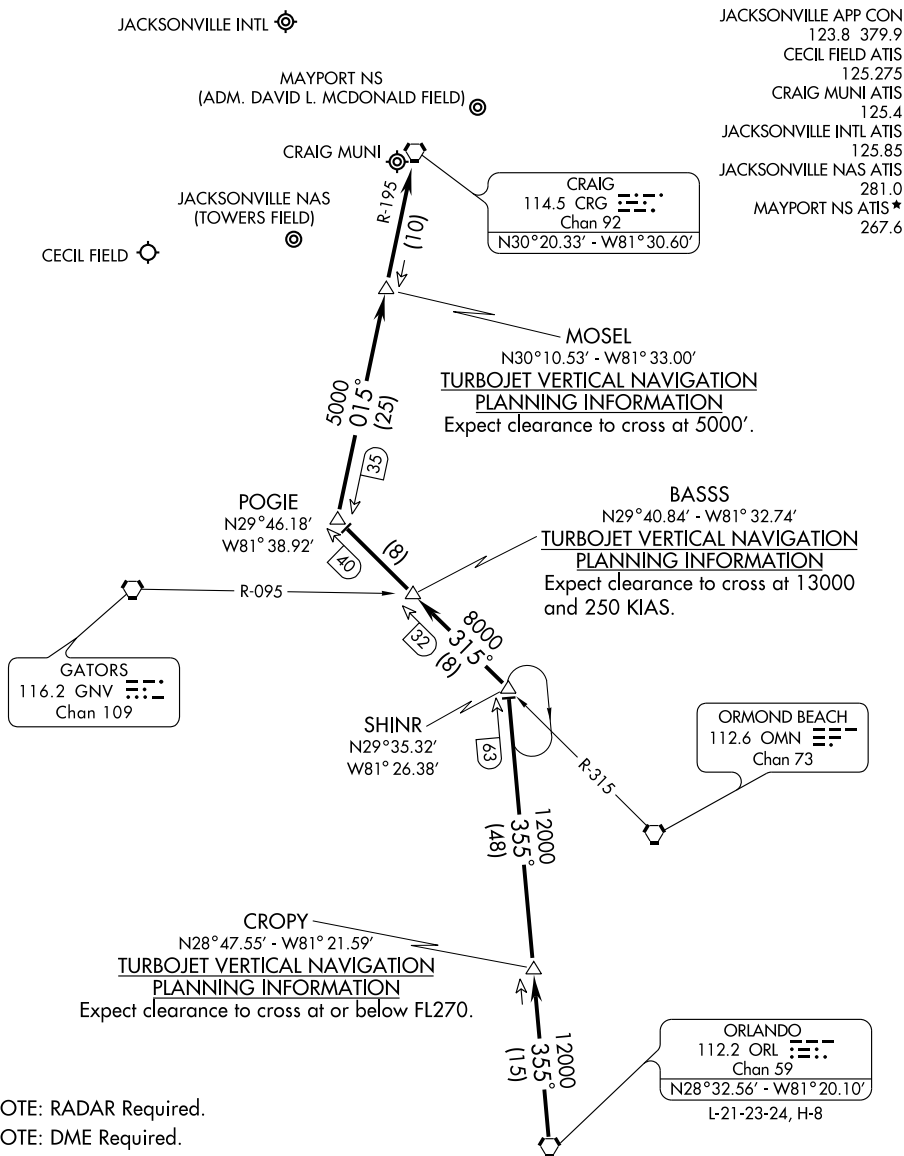 JACKSONVILLE INTL
JACKSONVILLE APP CON
123.8 379.9
CECIL FIELD ATIS
125.275
CRAIG MUNI ATIS
125.4
JACKSONVILLE INTL ATIS
125.85
JACKSONVILLE NAS ATIS
281.0
MAYPORT NS ATIS★
267.6
MAYPORT NS
(ADM. DAVID L. MCDONALD FIELD)
CRAIG MUNI
JACKSONVILLE NAS
(TOWERS FIELD)
CECIL FIELD
R-195
(10)
CRAIG
114.5 CRG
Chan 92
N30°20.33' - W81°30.60'
MOSEL
N30°10.53' - W81°33.00'
TURBOJET VERTICAL NAVIGATION
PLANNING INFORMATION
Expect clearance to cross at 5000'.
5000
015°
(25)
35
POGIE
N29°46.18'
W81°38.92'
40
(8)
BASSS
N29°40.84' - W81°32.74'
TURBOJET VERTICAL NAVIGATION
PLANNING INFORMATION
Expect clearance to cross at 13000
and 250 KIAS.
R-095
32
8000
315°
(8)
GATORS
116.2 GNV
Chan 109
SHINR
N29°35.32'
W81°26.38'
63
ORMOND BEACH
112.6 OMN
Chan 73
R-315
12000
355°
(48)
CROPY
N28°47.55' - W81°21.59'
TURBOJET VERTICAL NAVIGATION
PLANNING INFORMATION
Expect clearance to cross at or below FL270.
12000
355°
(15)
ORLANDO
112.2 ORL
Chan 59
N28°32.56' - W81°20.10'
L-21-23-24, H-8
OTE: RADAR Required.
OTE: DME Required.